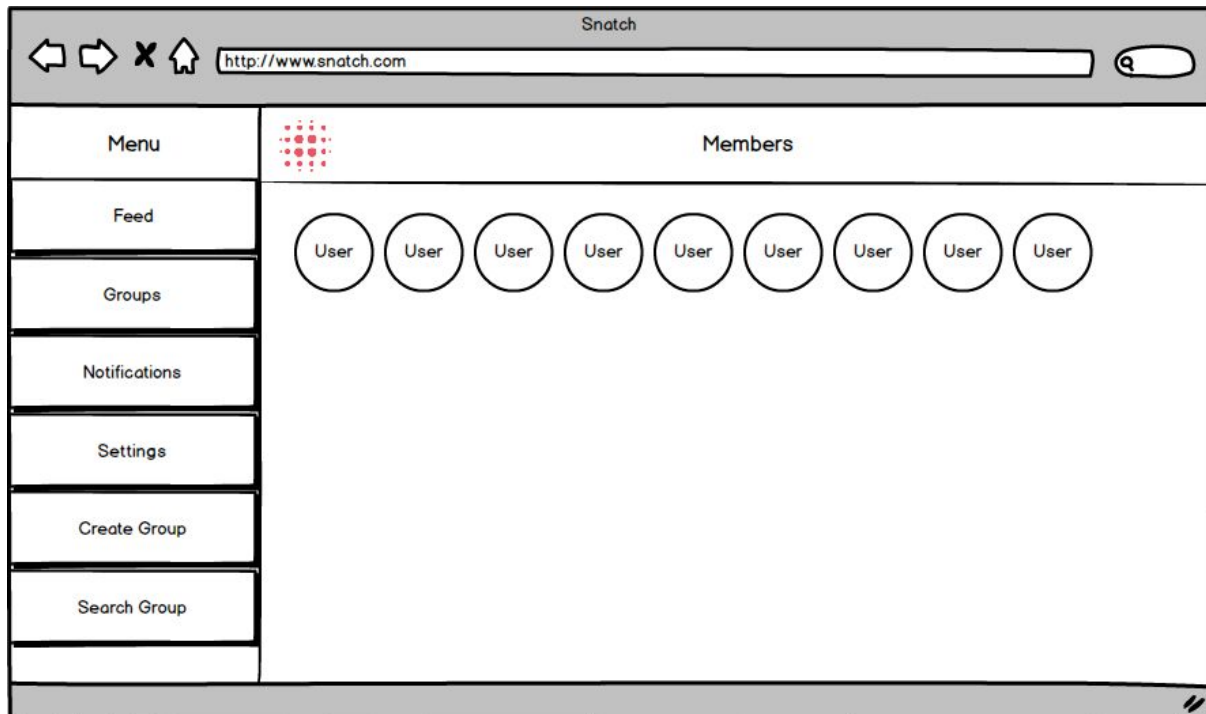 Snatch
http://www.snatch.com
Menu
Members
Feed
Groups
Notifications
Settings
Create Group
Search Group
User User User User User User User User User